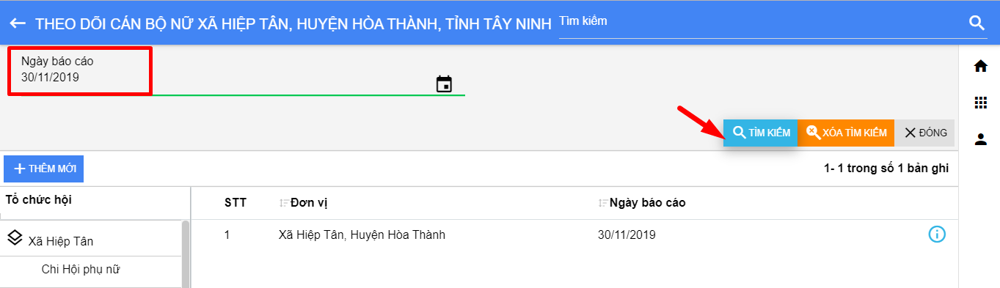 THEO DÕI CÁN BỘ NỮ XÃ HIỆP TÂN, HUYỆN HÒA THÀNH, TỈNH TÂY NINH Tìm kiếm
Ngày báo cáo
30/11/2019
TÌM KIẾM XÓA TÌM KIẾM ĐÓNG
THÊM MỚI 1- 1 trong số 1 bản ghi
Tổ chức hội STT Đơn vị Ngày báo cáo
Xã Hiệp Tân 1 Xã Hiệp Tân, Huyện Hòa Thành 30/11/2019
Chi Hội phụ nữ